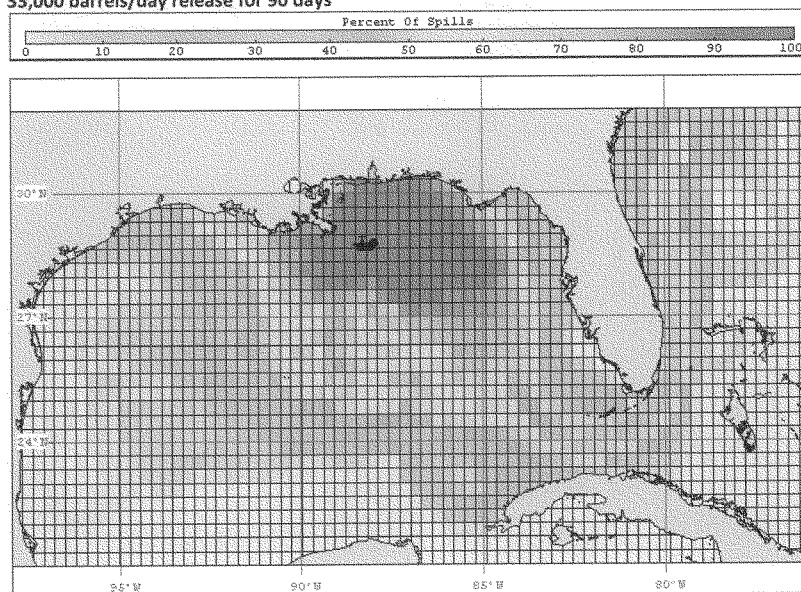 33,000 barrels/day release for 90 days
Percent Of Spills
0 10 20 30 40 50 60 70 80 90 100
30°N
27°N
24°N
95°W 90°W 85°W 80°W